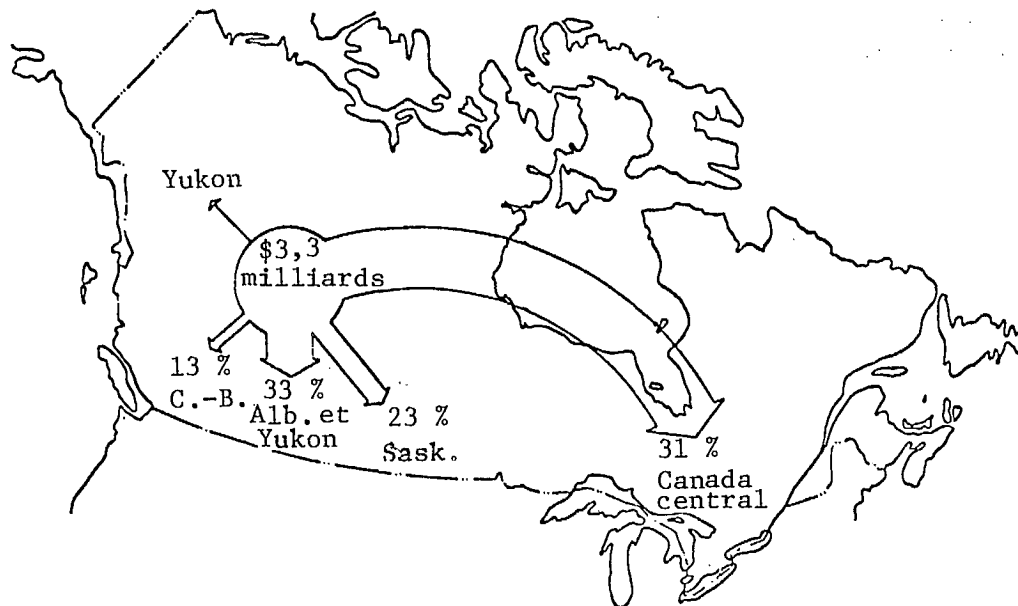 Yukon
$3,3
milliards
13 %
C.-B.
33 %
Alb. et
Yukon
23 %
Sask.
31 %
Canada
central